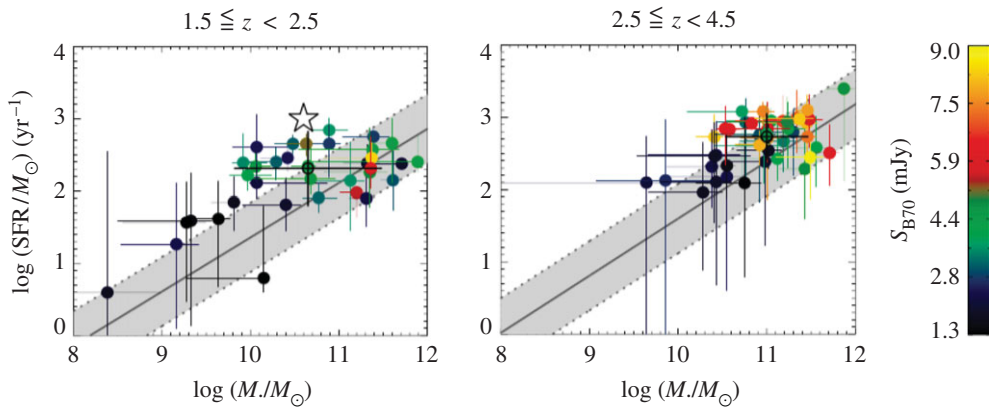 1.5 ≦ z < 2.5
2.5 ≦ z < 4.5
log (SFR/M☉) (yr⁻¹)
4
3
2
1
0
8 9 10 11 12
log (M./M☉)
4
3
2
1
0
8 9 10 11 12
log (M./M☉)
9.0
7.5
5.9
4.4
2.8
1.3
S_B70 (mJy)